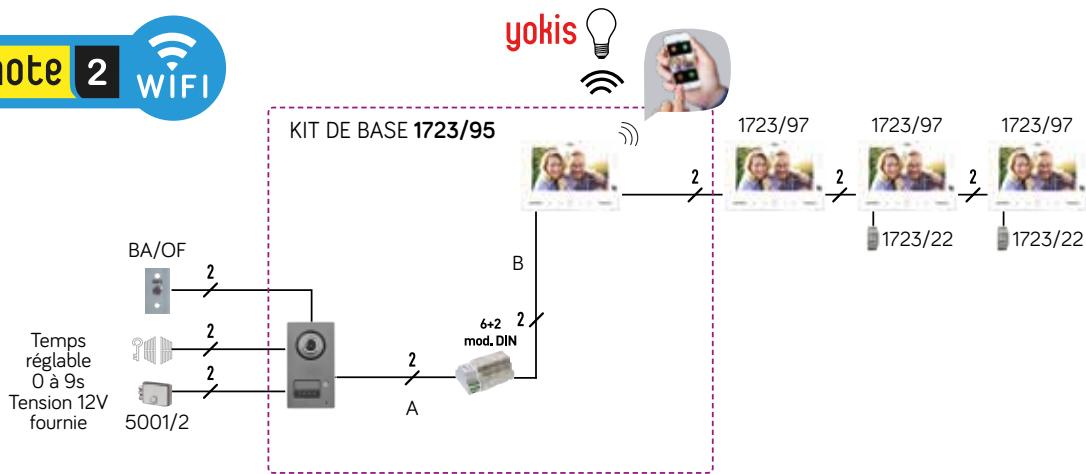 note 2 WiFi
yokis
KIT DE BASE 1723/95
1723/97
1723/97
1723/97
2
2
2
1723/22
1723/22
BA/OF
2
B
6+2
mod. DIN
2
2
2
2
A
Temps
réglable
0 à 9s
Tension 12V
fournie
5001/2